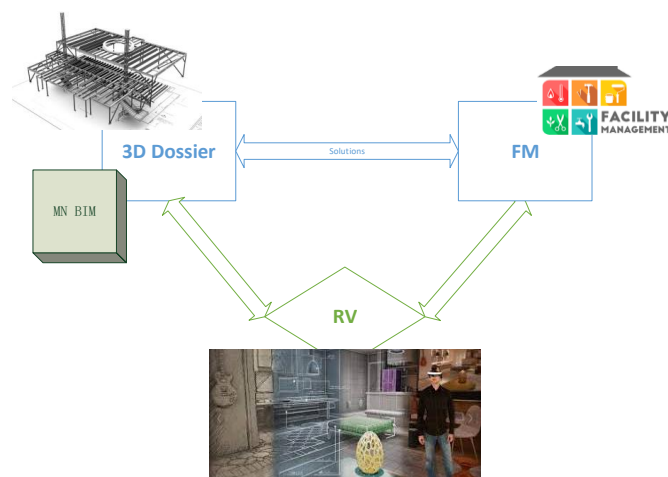 3D Dossier
Solutions
FM
FACILITY
MANAGEMENT
MN BIM
RV